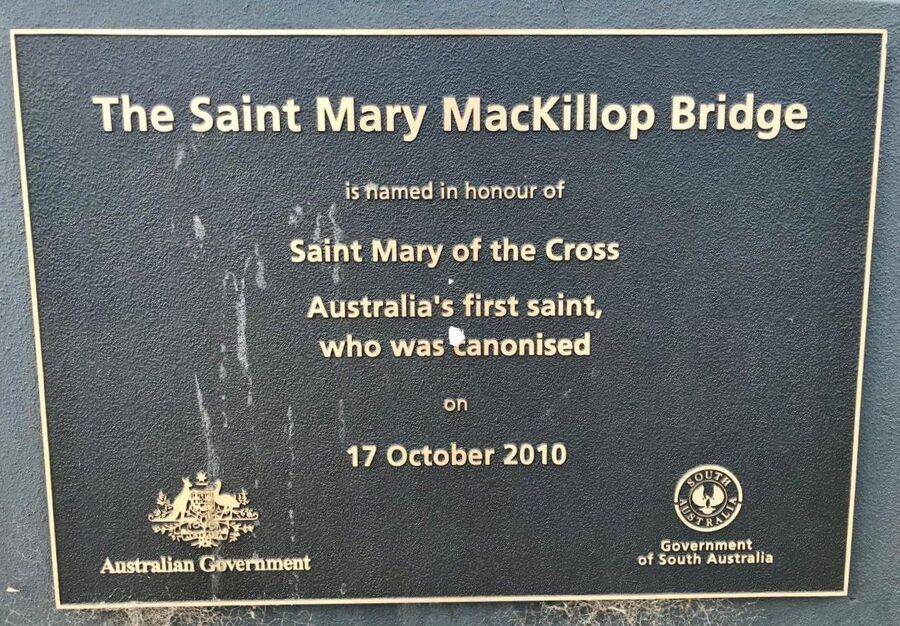 The Saint Mary MacKillop Bridge
is named in honour of
Saint Mary of the Cross
Australia's first saint,
who was canonised
on
17 October 2010
Australian Government
SOUTH
AUSTRALIA
Government
of South Australia